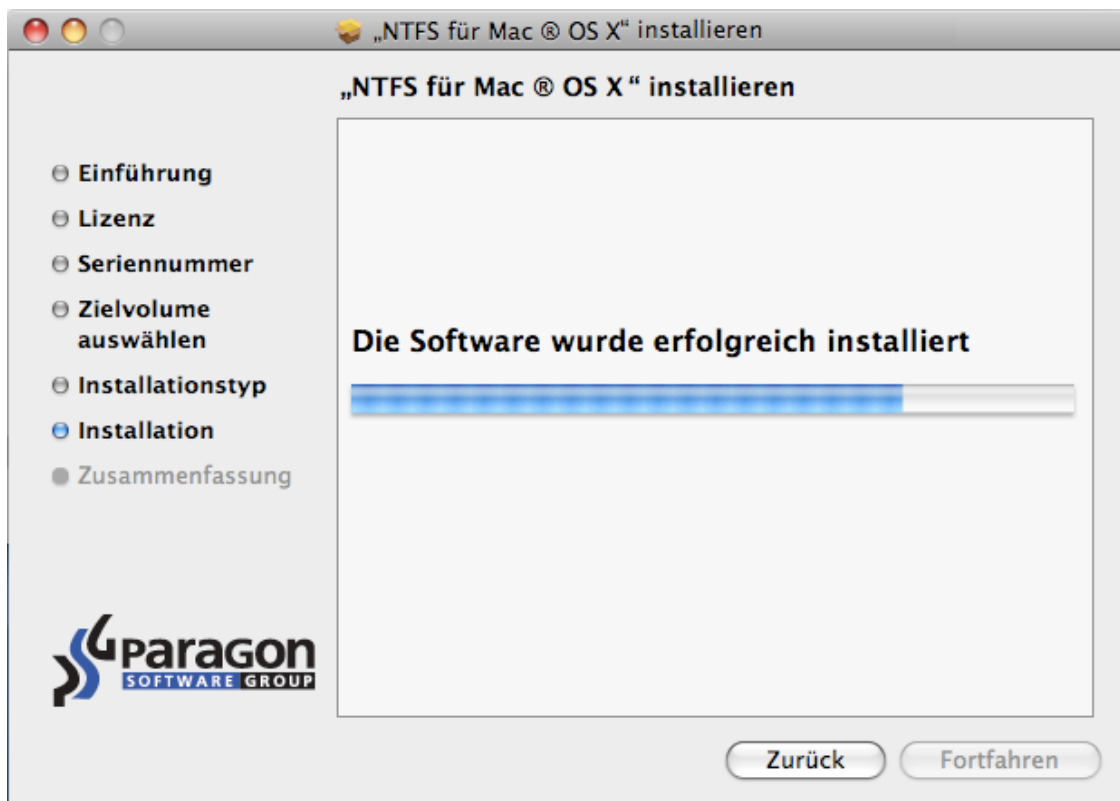 „NTFS für Mac ® OS X“ installieren
„NTFS für Mac ® OS X“ installieren
Einführung
Lizenz
Seriennummer
Zielvolume
auswählen
Installationstyp
Installation
Zusammenfassung
Die Software wurde erfolgreich installiert
Paragon
SOFTWARE GROUP
Zurück
Fortfahren